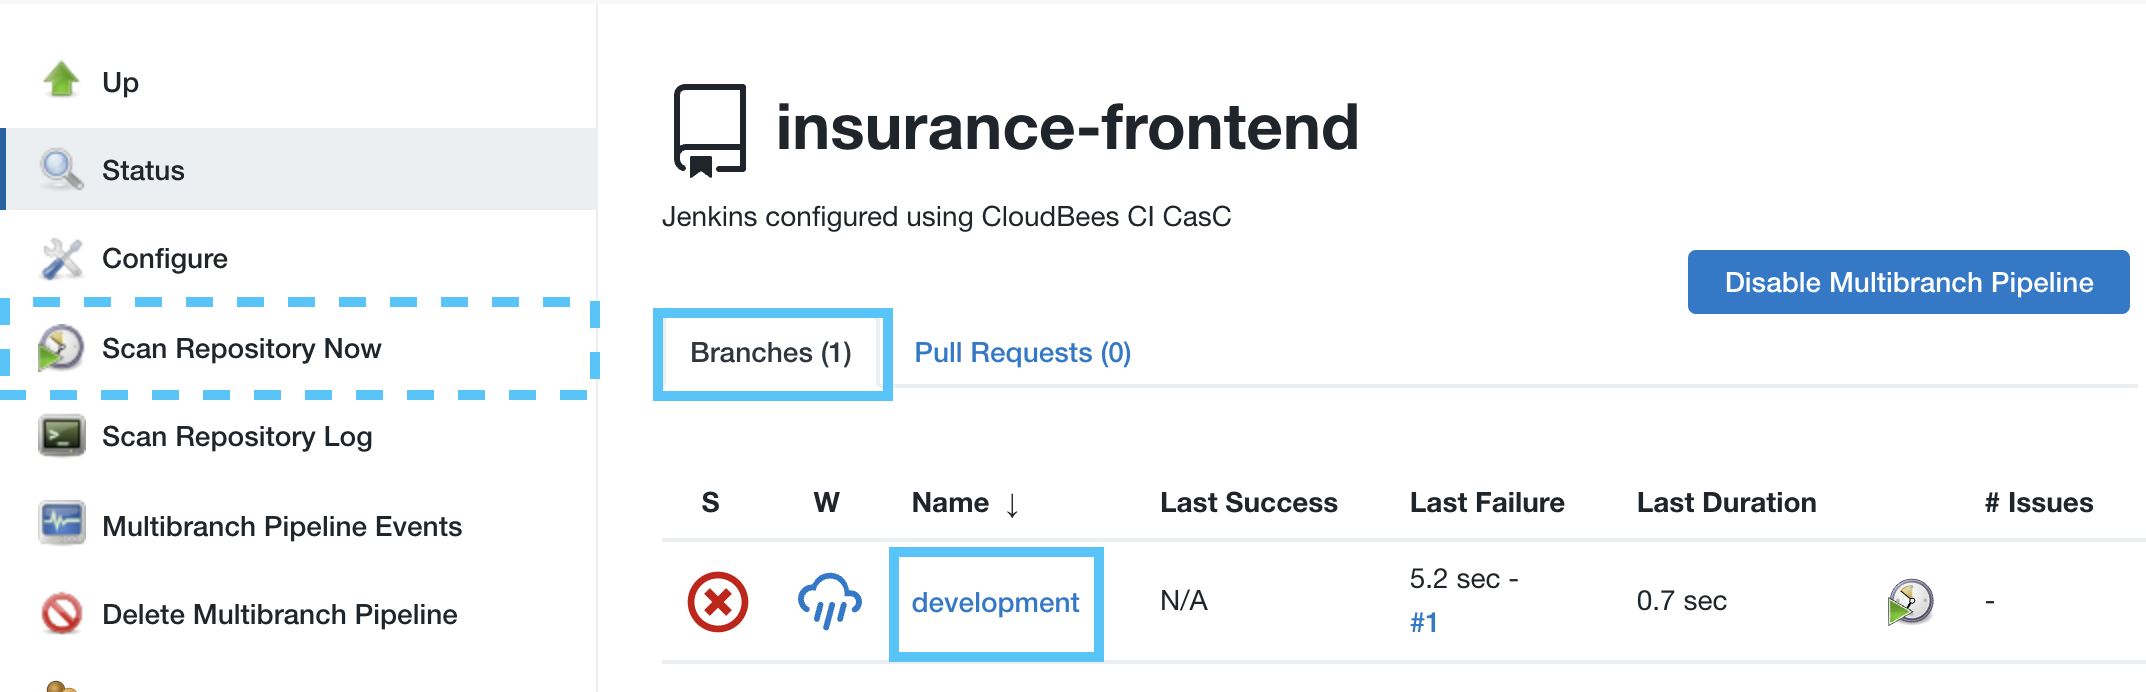 Up
Status
Configure
Scan Repository Now
Scan Repository Log
Multibranch Pipeline Events
Delete Multibranch Pipeline
insurance-frontend
Jenkins configured using CloudBees CI CasC
Disable Multibranch Pipeline
Branches (1) Pull Requests (0)
S W Name ↓ Last Success Last Failure Last Duration # Issues
development N/A 5.2 sec - 0.7 sec -
#1